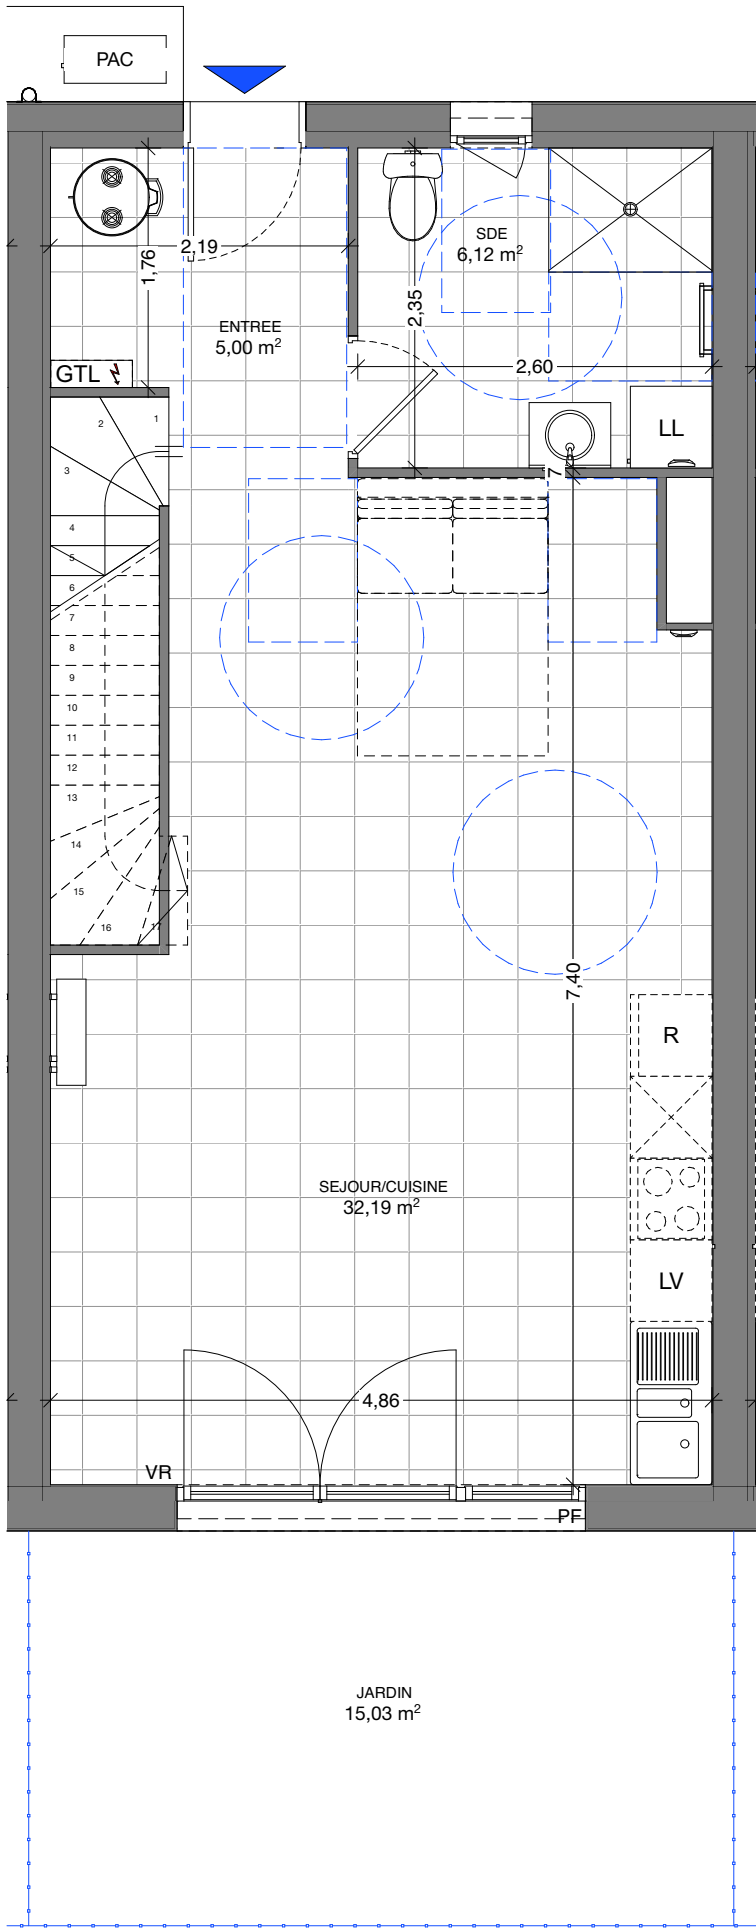 PAC
SDE
6,12 m²
2,19
1,76
2,35
ENTREE
5,00 m²
2,60
GTL
LL
1
2
3
4
5
6
7
8
9
10
11
12
13
14
15
16
17
7
7,40
R
SEJOUR/CUISINE
32,19 m²
LV
4,86
VR
PF
JARDIN
15,03 m²